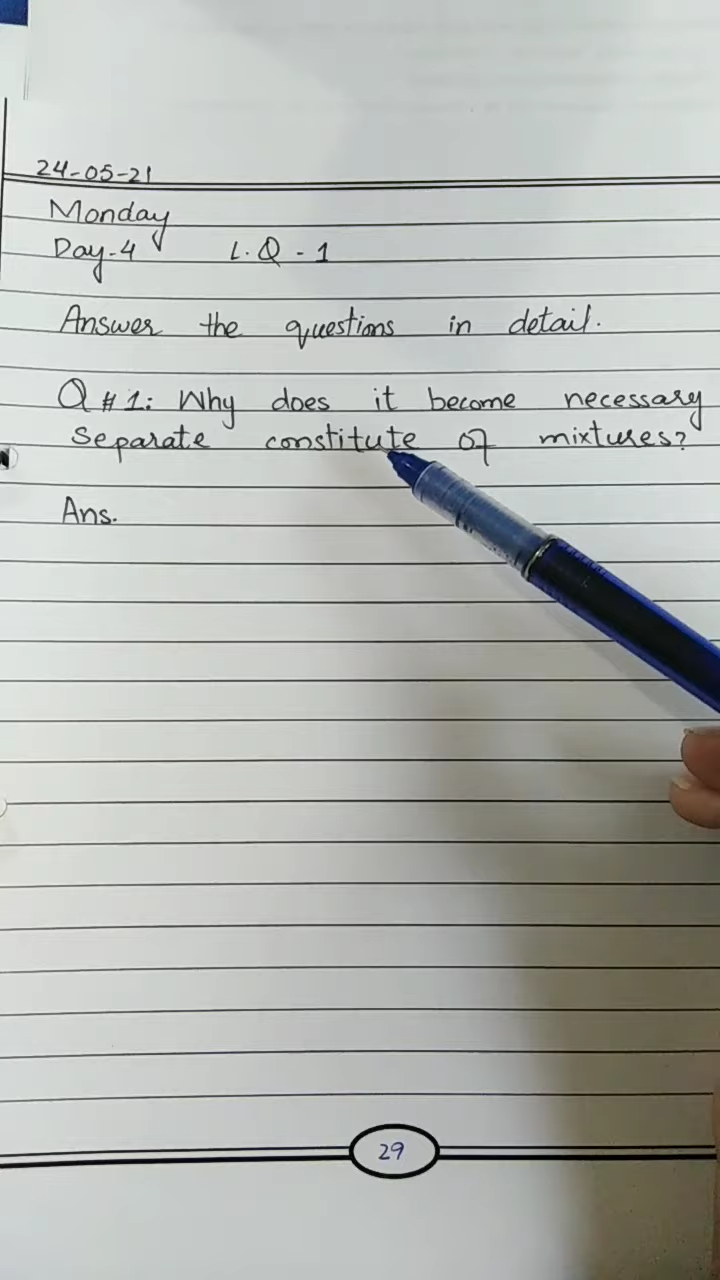 24-05-21
Monday
Day-4 L.Q - 1
Answer the questions in detail.
Q # 1: Why does it become necessary
separate constitute of mixtures?
Ans.
29